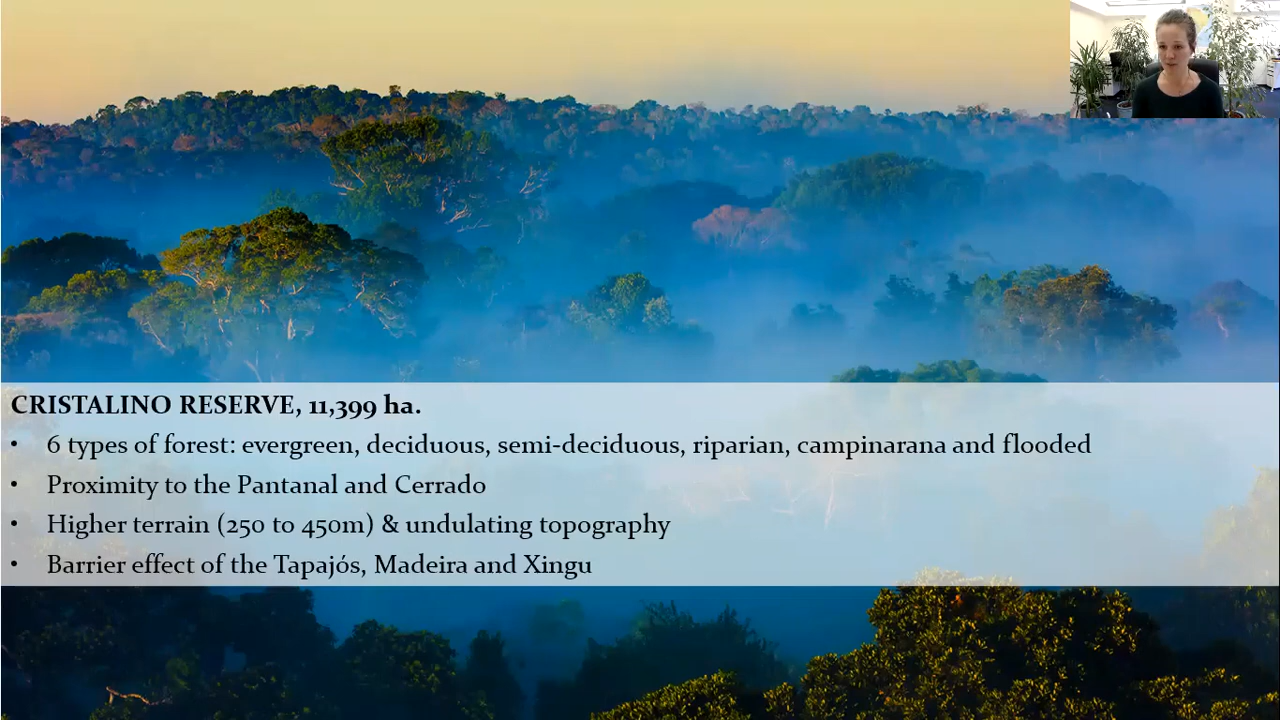 CRISTALINO RESERVE, 11,399 ha.
• 6 types of forest: evergreen, deciduous, semi-deciduous, riparian, campinarana and flooded
• Proximity to the Pantanal and Cerrado
• Higher terrain (250 to 450m) & undulating topography
• Barrier effect of the Tapajós, Madeira and Xingu